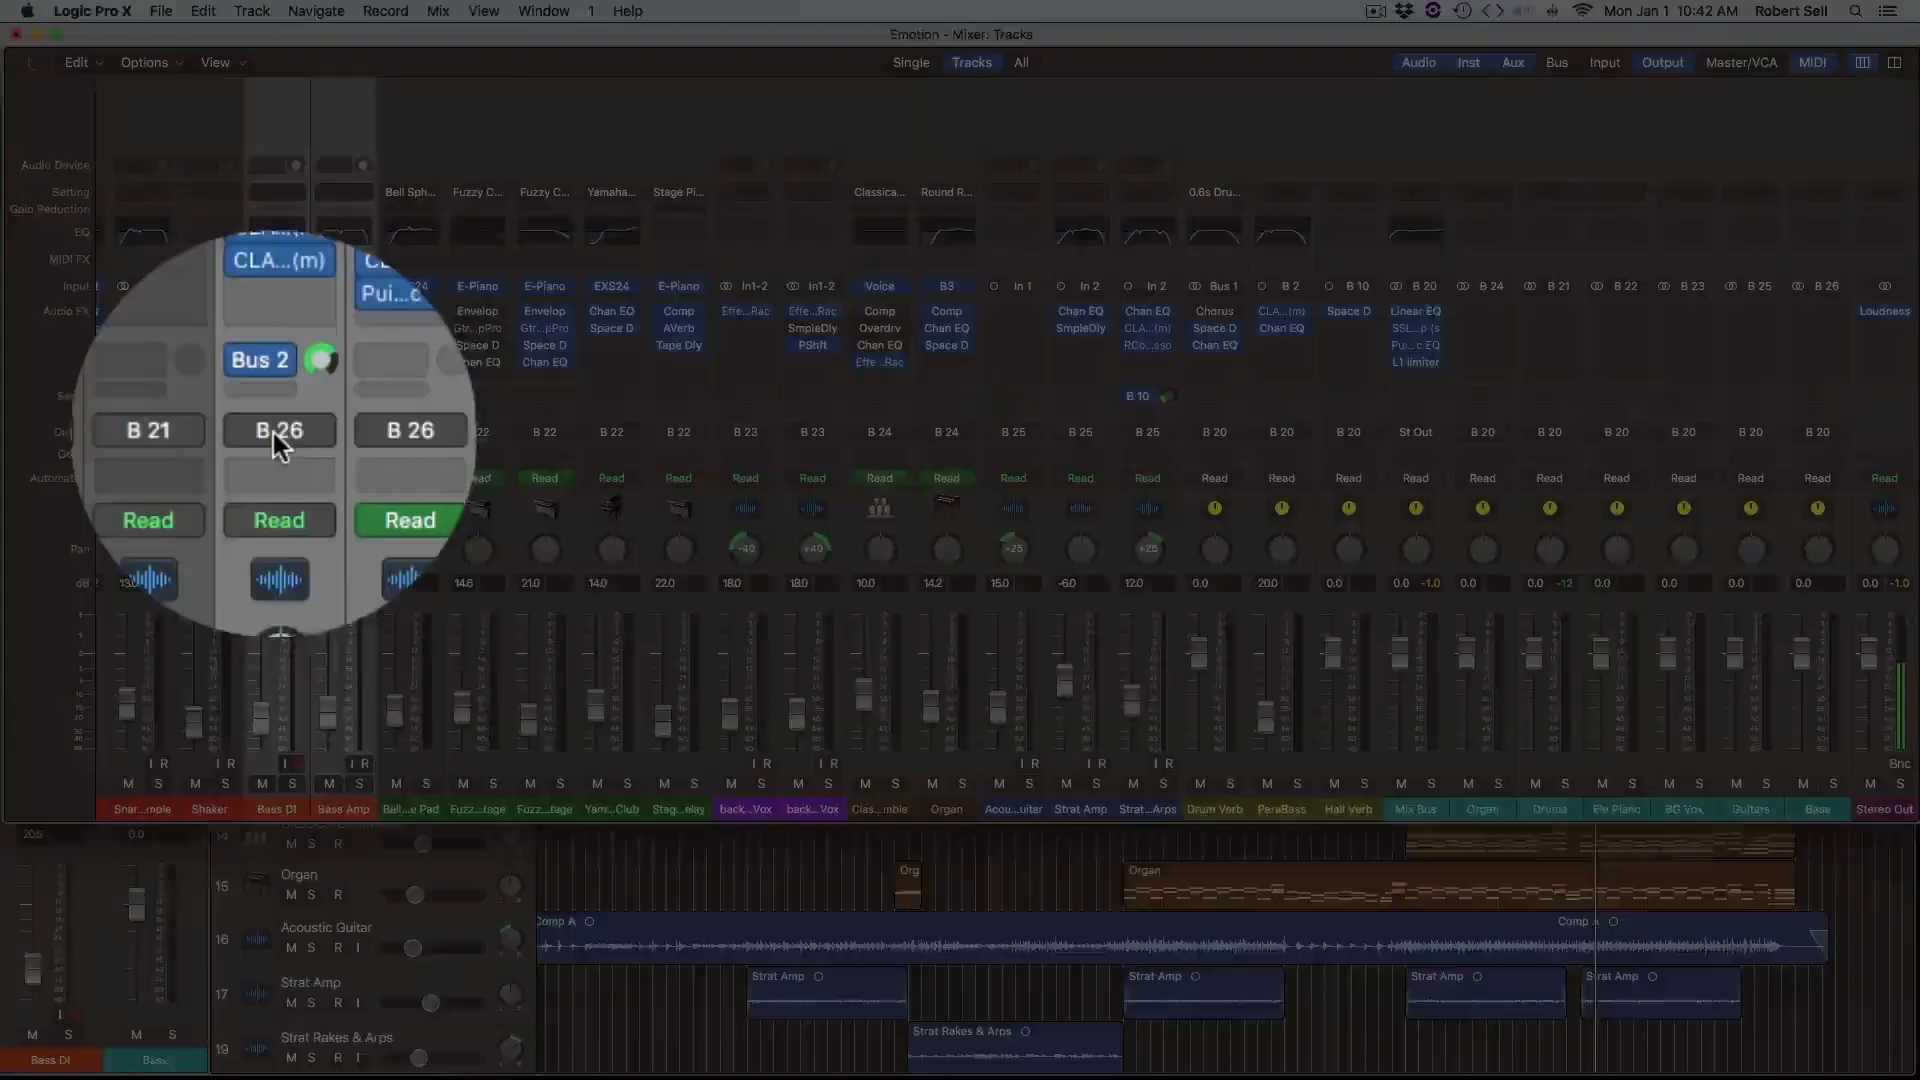 Logic Pro X File Edit Track Navigate Record Mix View Window 1 Help Mon Jan 1 10:42 AM Robert Sell
Emotion - Mixer: Tracks
Edit Options View Single Tracks All Audio Inst Aux Bus Input Output Master/VCA MIDI
Audio Device
Setting Bell Sph... Fuzzy C... Fuzzy C... Yamaha... Stage Pi... Classica... Round R... 0.6s Dru...
Gain Reduction
EQ
MIDI FX
CLA...(m)
Input E-Piano E-Piano EXS24 E-Piano In1-2 In1-2 Voice B3 In 1 In 2 In 2 Bus 1 B 2 B 10 B 20 B 24 B 21 B 22 B 23 B 25 B 26
Audio FX Envelop Envelop Chan EQ Comp Effe...Rac Effe...Rac Comp Comp Chan EQ Chan EQ Chorus CLA...(m) Space D Linear EQ Loudness
Gtr...pPro Gtr...pPro Space D AVerb SmpleDly Overdrv Chan EQ SmpleDly CLA...(m) Space D Chan EQ SSL...p (s
Space D Space D Tape Dly PShft Chan EQ Space D RCo...sso Chan EQ Pu...c EQ
Chan EQ Effe...Rac L1 limiter
Bus 2
B 10
B 21 B 26 B 26
22 B 22 B 22 B 22 B 23 B 23 B 24 B 24 B 25 B 25 B 25 B 20 B 20 B 20 St Out B 20 B 20 B 20 B 20 B 20 B 20
Read Read Read Read Read Read Read Read Read Read Read Read Read Read Read Read Read Read Read Read Read Read
Read Read Read
Pan -40 +40 -25 +25
dB 14.6 21.0 14.0 22.0 18.0 18.0 10.0 14.2 15.0 -6.0 12.0 0.0 20.0 0.0 0.0 -1.0 0.0 0.0 -12 0.0 0.0 0.0 0.0 0.0 -1.0
I R I R I I R I R I R I R I R Bnc
M S M S M S M S M S M S M S M S M S M S M S M S M S M S M S M S M S M S M S M S M S M S M S M S M S M S M S
Snar...mple Shaker Bass DI Bass Amp Bell...e Pad Fuzz...tage Fuzz...tage Yam...Club Stag...elay back...Vox back...Vox Clas...mble Organ Acou...uitar Strat Amp Strat...Arps Drum Verb ParaBass Hall Verb Mix Bus Organ Drums Ele Piano BG Vox Guitars Bass Stereo Out
20.5 0.0
M S R
15 Organ
M S R
Org Organ
16 Acoustic Guitar
M S R I
Comp A Comp A
17 Strat Amp
M S R I
Strat Amp Strat Amp Strat Amp Strat Amp
19 Strat Rakes & Arps
M S R I
Strat Rakes & Arps
M S M S
Bass DI Bass